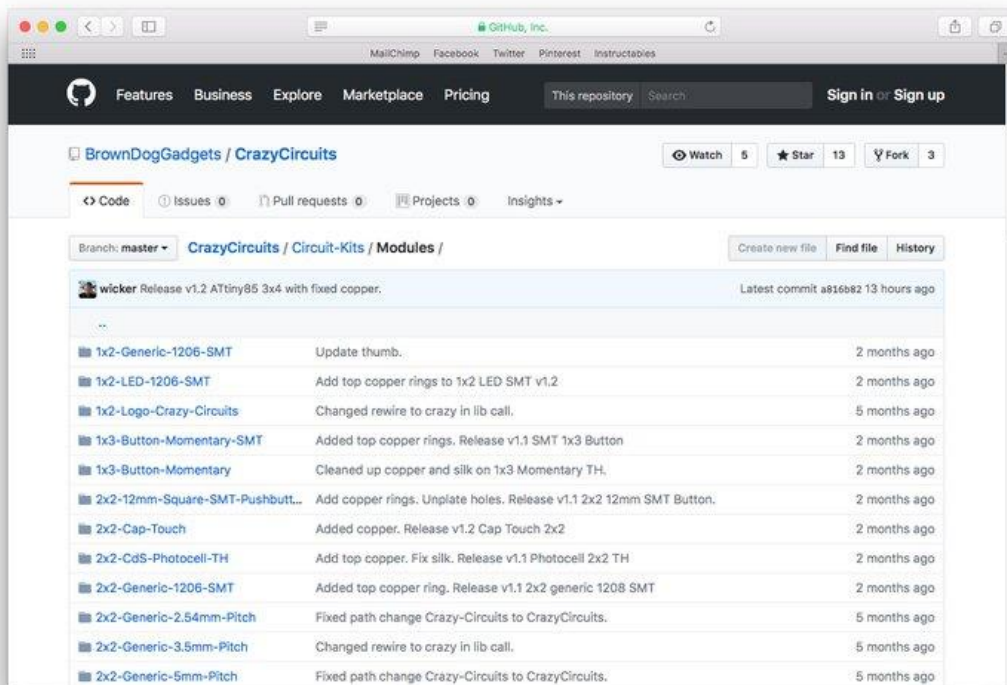 GitHub, Inc.
MailChimp Facebook Twitter Pinterest Instructables
Features Business Explore Marketplace Pricing This repository Search Sign in or Sign up
BrownDogGadgets / CrazyCircuits Watch 5 Star 13 Fork 3
<> Code Issues 0 Pull requests 0 Projects 0 Insights
Branch: master CrazyCircuits / Circuit-Kits / Modules / Create new file Find file History
wicker Release v1.2 ATtiny85 3x4 with fixed copper. Latest commit a816b82 13 hours ago
..
1x2-Generic-1206-SMT Update thumb. 2 months ago
1x2-LED-1206-SMT Add top copper rings to 1x2 LED SMT v1.2 2 months ago
1x2-Logo-Crazy-Circuits Changed rewire to crazy in lib call. 5 months ago
1x3-Button-Momentary-SMT Added top copper rings. Release v1.1 SMT 1x3 Button 2 months ago
1x3-Button-Momentary Cleaned up copper and silk on 1x3 Momentary TH. 2 months ago
2x2-12mm-Square-SMT-Pushbutt... Add copper rings. Unplate holes. Release v1.1 2x2 12mm SMT Button. 2 months ago
2x2-Cap-Touch Added copper. Release v1.2 Cap Touch 2x2 2 months ago
2x2-CdS-Photocell-TH Add top copper. Fix silk. Release v1.1 Photocell 2x2 TH 2 months ago
2x2-Generic-1206-SMT Added top copper ring. Release v1.1 2x2 generic 1208 SMT 2 months ago
2x2-Generic-2.54mm-Pitch Fixed path change Crazy-Circuits to CrazyCircuits. 5 months ago
2x2-Generic-3.5mm-Pitch Changed rewire to crazy in lib call. 5 months ago
2x2-Generic-5mm-Pitch Fixed path change Crazy-Circuits to CrazyCircuits. 5 months ago